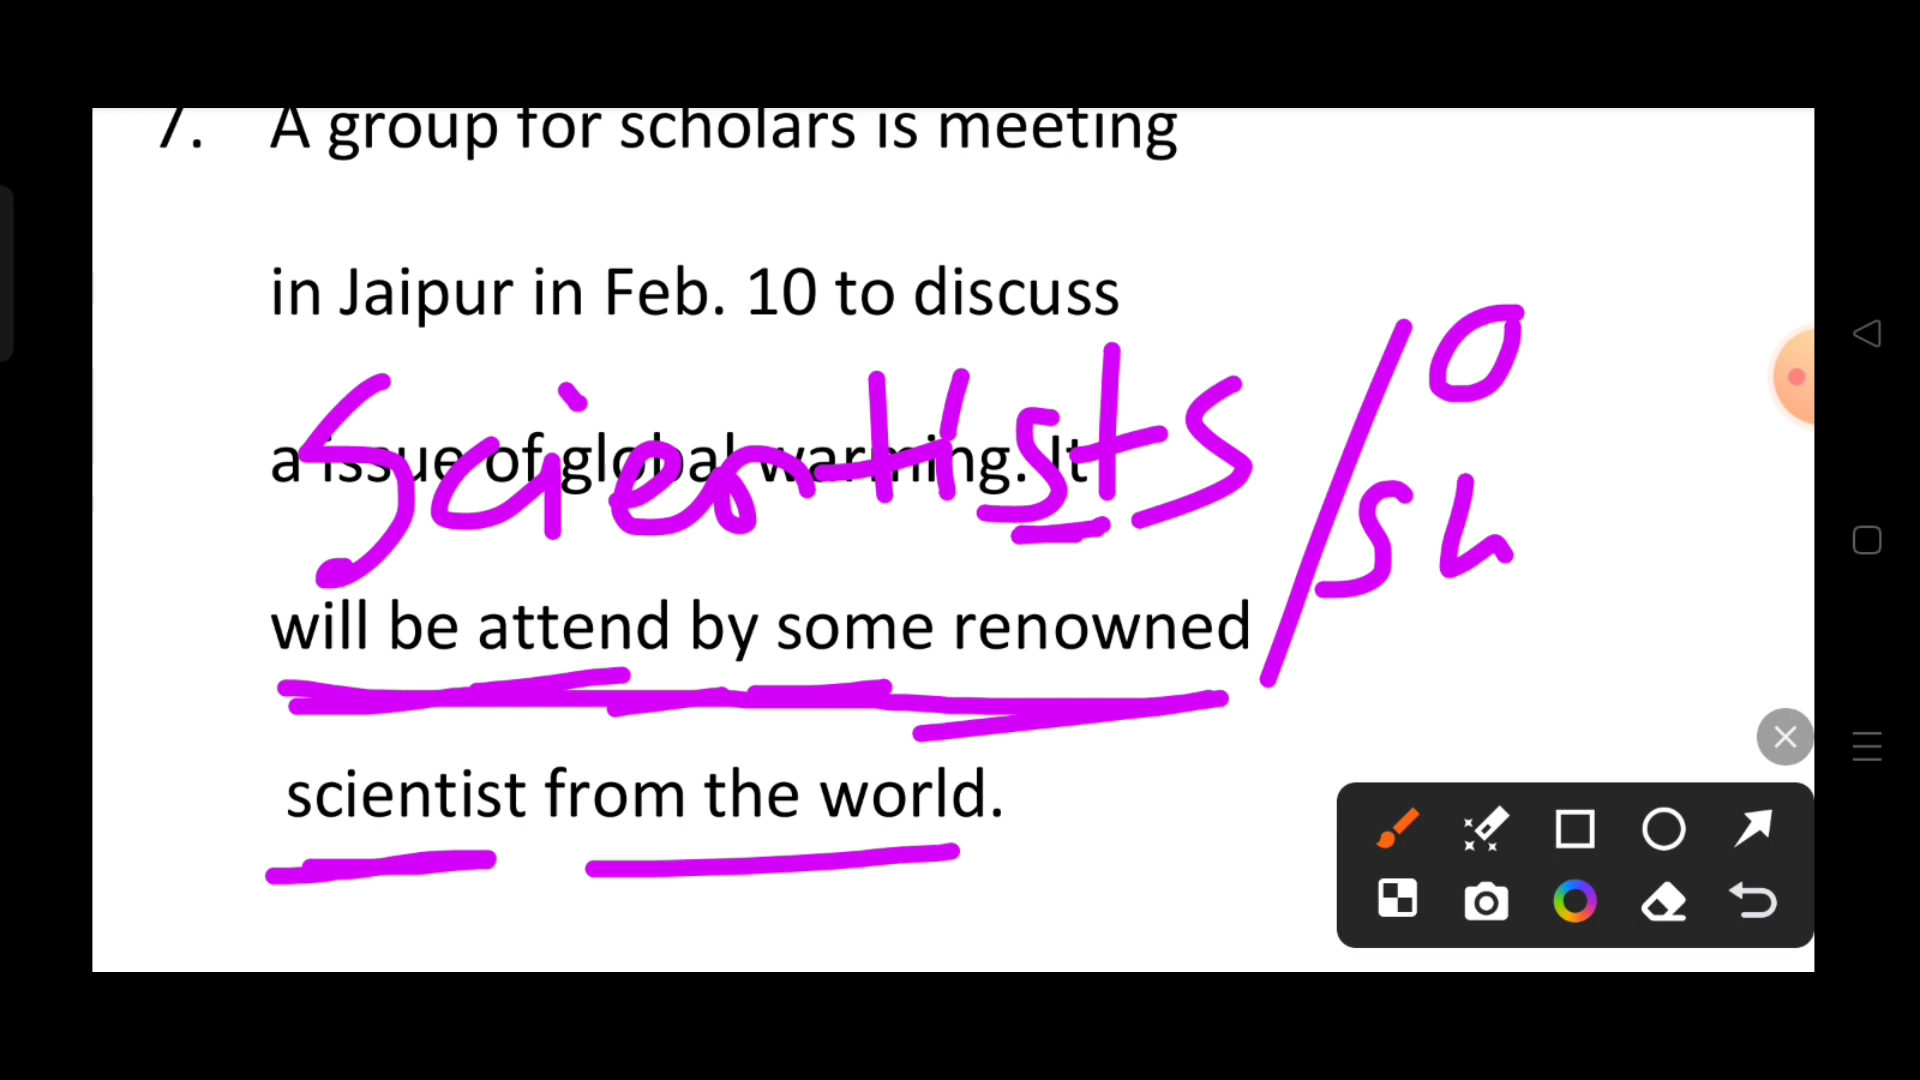 7. A group for scholars is meeting
in Jaipur in Feb. 10 to discuss
a issue of global warming. It
Scientists
will be attend by some renowned
scientist from the world.